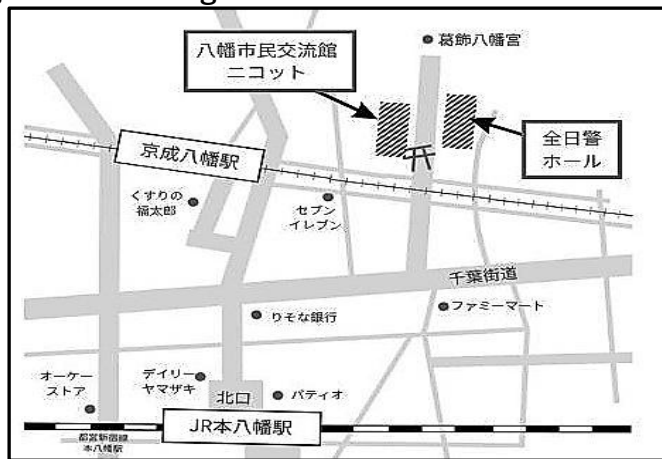 葛飾八幡宮
八幡市民交流館
ニコット
全日警
ホール
京成八幡駅
くすりの
福太郎
セブン
イレブン
千葉街道
ファミーマート
りそな銀行
オーケー
ストア
デイリー
ヤマザキ
北口
パティオ
JR本八幡駅
都営新宿線
本八幡駅